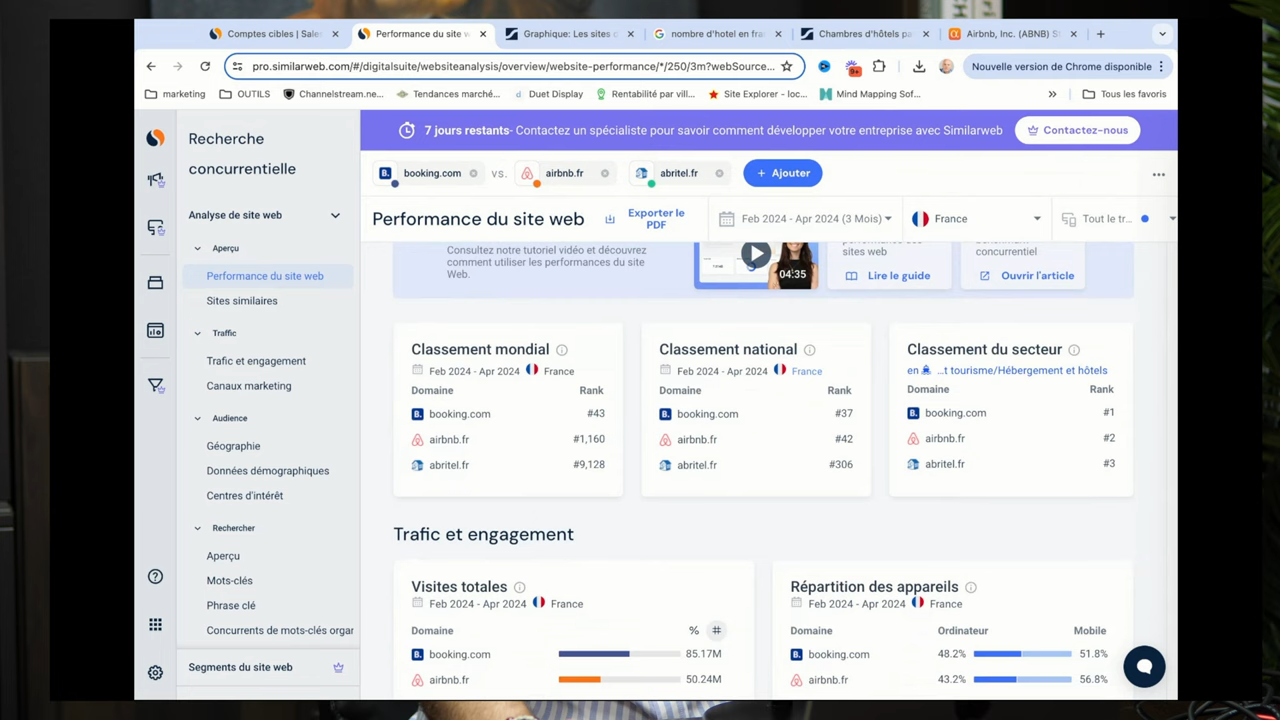 Comptes cibles | Sales
Performance du site w
Graphique: Les sites d
nombre d'hotel en fra
Chambres d'hôtels pa
Airbnb, Inc. (ABNB) S
pro.similarweb.com/#/digitalsuite/websiteanalysis/overview/website-performance/*/250/3m?webSource...
9+
Nouvelle version de Chrome disponible
marketing
OUTILS
Channelstream.ne...
Tendances marché...
Duet Display
Rentabilité par vill...
Site Explorer - loc...
Mind Mapping Sof...
Tous les favoris
Recherche
concurrentielle
Analyse de site web
Aperçu
Performance du site web
Sites similaires
Traffic
Trafic et engagement
Canaux marketing
Audience
Géographie
Données démographiques
Centres d'intérêt
Rechercher
Aperçu
Mots-clés
Phrase clé
Concurrents de mots-clés organ
Segments du site web
7 jours restants- Contactez un spécialiste pour savoir comment développer votre entreprise avec Similarweb
Contactez-nous
booking.com
vs.
airbnb.fr
abritel.fr
+ Ajouter
Performance du site web
Exporter le
PDF
Feb 2024 - Apr 2024 (3 Mois)
France
Tout le tr...
Consultez notre tutoriel vidéo et découvrez
comment utiliser les performances du site
Web.
04:35
sites web
Lire le guide
concurrentiel
Ouvrir l'article
Classement mondial
Feb 2024 - Apr 2024 France
Domaine Rank
booking.com #43
airbnb.fr #1,160
abritel.fr #9,128
Classement national
Feb 2024 - Apr 2024 France
Domaine Rank
booking.com #37
airbnb.fr #42
abritel.fr #306
Classement du secteur
en ...t tourisme/Hébergement et hôtels
Domaine Rank
booking.com #1
airbnb.fr #2
abritel.fr #3
Trafic et engagement
Visites totales
Feb 2024 - Apr 2024 France
Domaine % #
booking.com 85.17M
airbnb.fr 50.24M
Répartition des appareils
Feb 2024 - Apr 2024 France
Domaine Ordinateur Mobile
booking.com 48.2% 51.8%
airbnb.fr 43.2% 56.8%